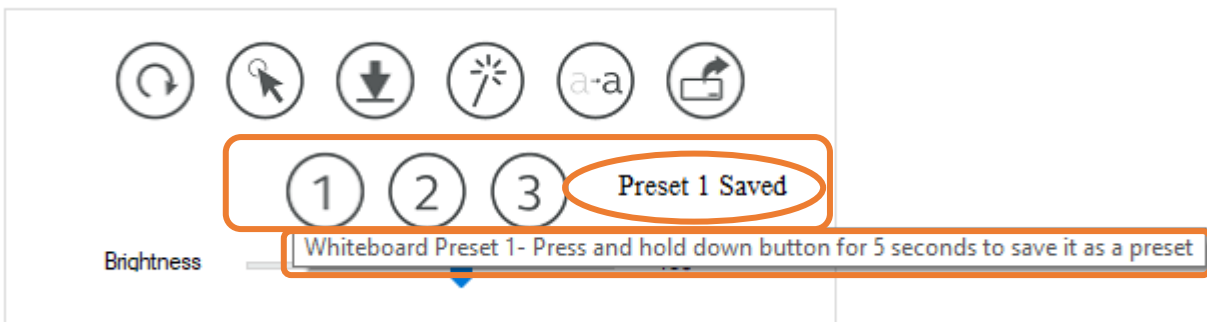 a-a
1 2 3 Preset 1 Saved
Whiteboard Preset 1- Press and hold down button for 5 seconds to save it as a preset
Brightness